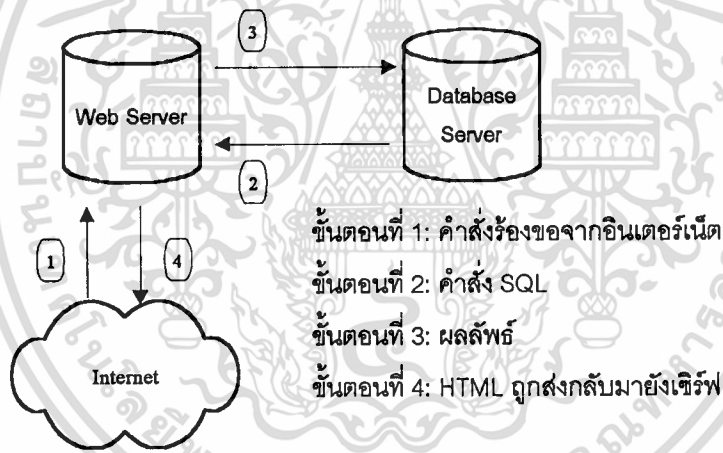 3
Web Server
Database
Server
2
1
4
Internet
ขั้นตอนที่ 1: คำสั่งร้องขอจากอินเตอร์เน็ต
ขั้นตอนที่ 2: คำสั่ง SQL
ขั้นตอนที่ 3: ผลลัพธ์
ขั้นตอนที่ 4: HTML ถูกส่งกลับมายังเซิร์ฟ